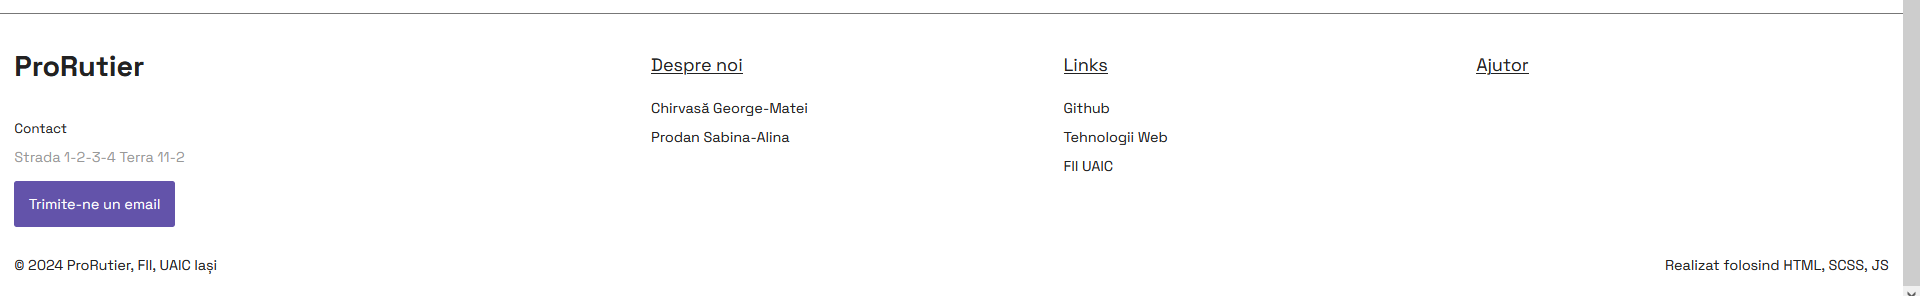 ProRutier
Contact
Strada 1-2-3-4 Terra 11-2
Trimite-ne un email
Despre noi
Chirvasă George-Matei
Prodan Sabina-Alina
Links
Github
Tehnologii Web
FII UAIC
Ajutor
© 2024 ProRutier, FII, UAIC Iași
Realizat folosind HTML, SCSS, JS